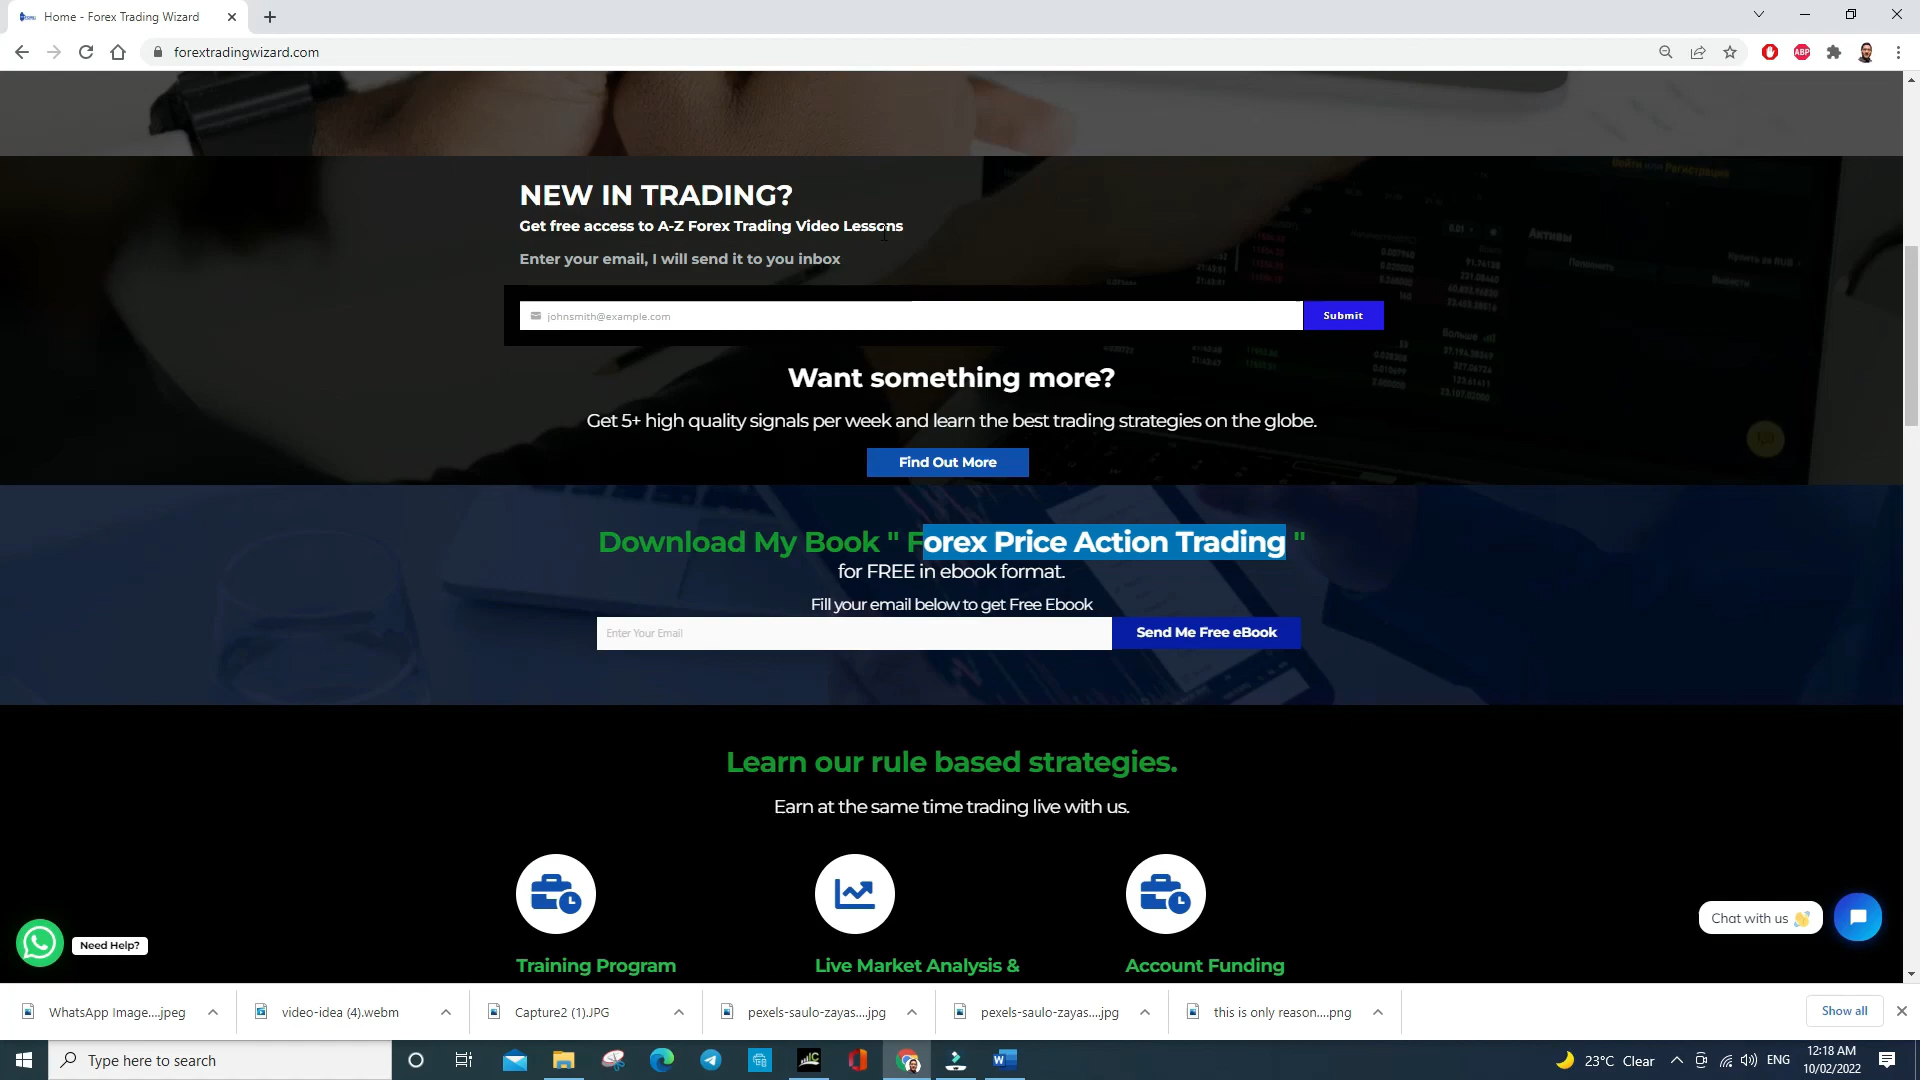 Home - Forex Trading Wizard
forextradingwizard.com
ABP
Войти или Регистрация
NEW IN TRADING?
Get free access to A-Z Forex Trading Video Lessons
Активы
Enter your email, I will send it to you inbox
johnsmith@example.com
Submit
Want something more?
Get 5+ high quality signals per week and learn the best trading strategies on the globe.
Find Out More
Download My Book " Forex Price Action Trading "
for FREE in ebook format.
Fill your email below to get Free Ebook
Enter Your Email
Send Me Free eBook
Learn our rule based strategies.
Earn at the same time trading live with us.
Chat with us
Need Help?
Training Program
Live Market Analysis &
Account Funding
WhatsApp Image....jpeg
video-idea (4).webm
Capture2 (1).JPG
pexels-saulo-zayas....jpg
pexels-saulo-zayas....jpg
this is only reason....png
Show all
Type here to search
23°C Clear
ENG
12:18 AM
10/02/2022